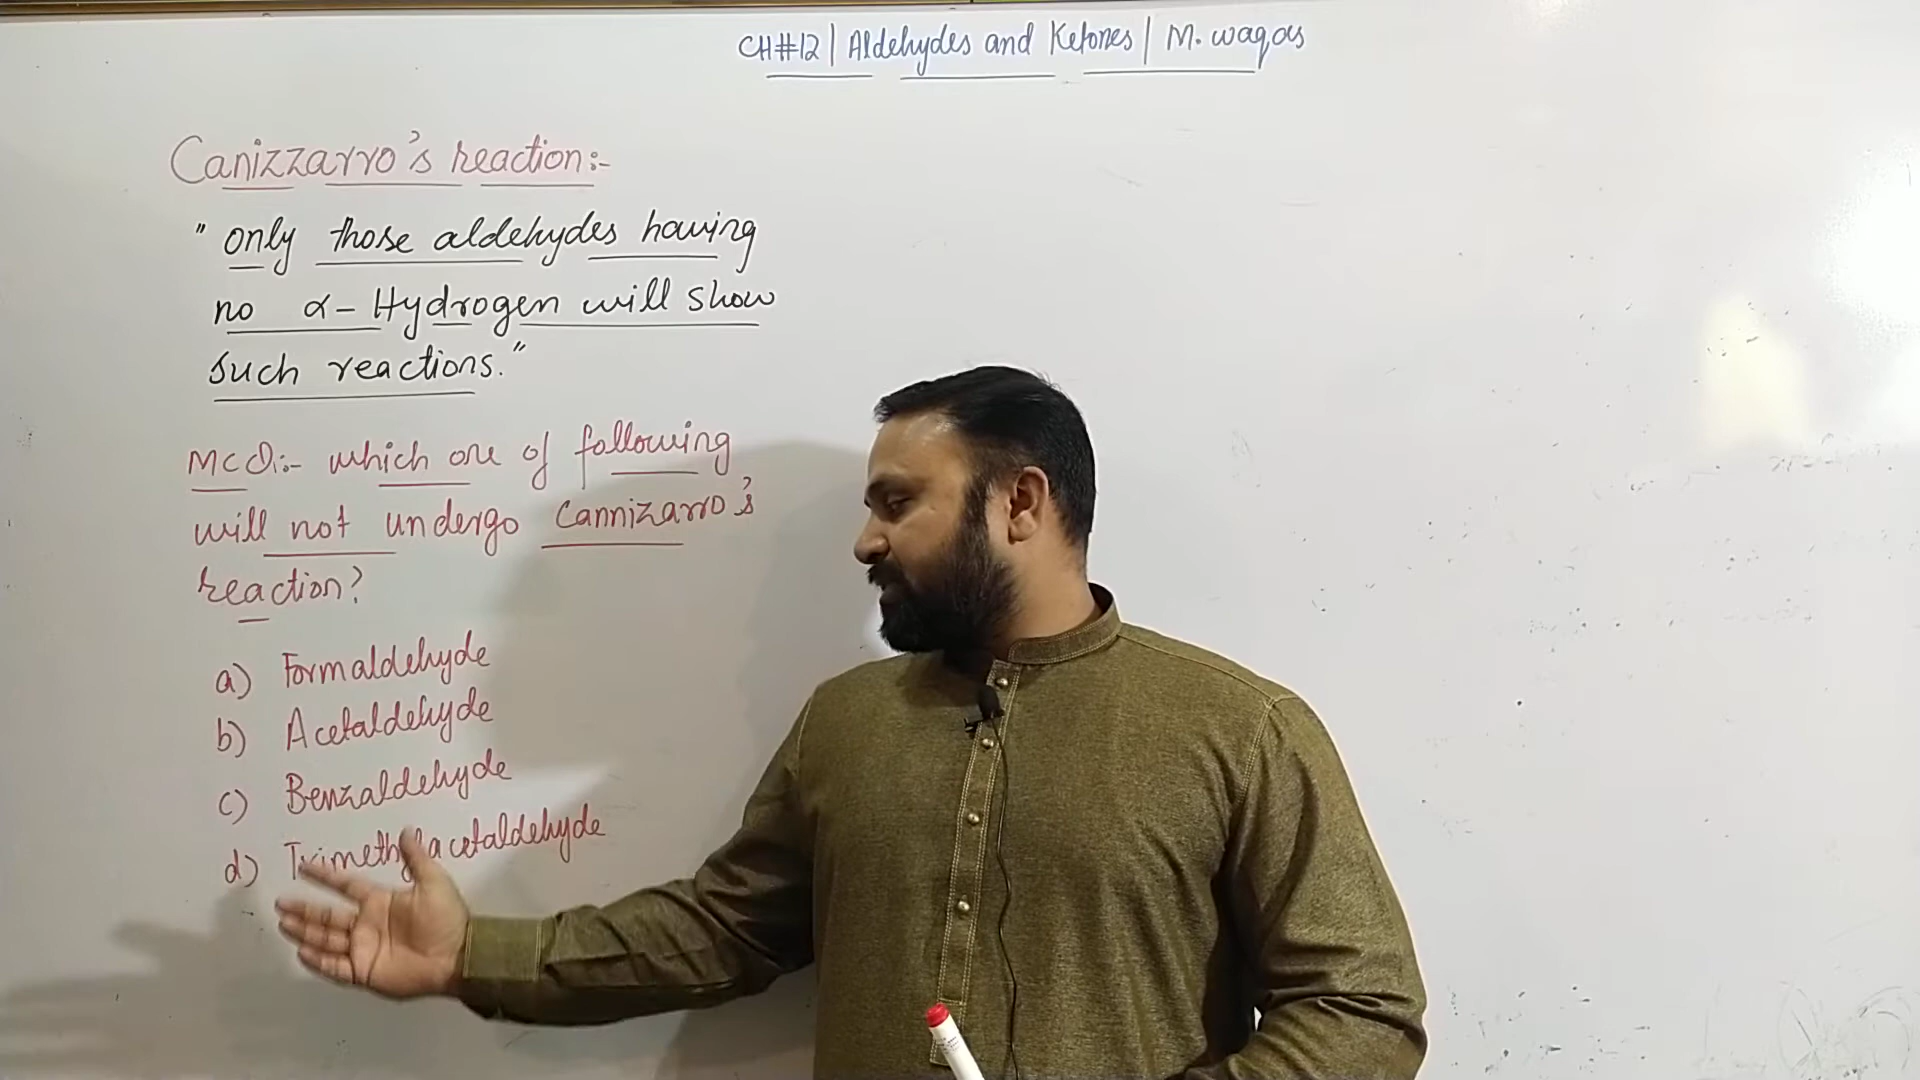 CH#12 | Aldehydes and Ketones | M. waqas
Canizzarro's reaction:-
"only those aldehydes having
no α-Hydrogen will show
such reactions."
MCQ:- which one of following
will not undergo Cannizarro's
reaction?
a) Formaldehyde
b) Acetaldehyde
c) Benzaldehyde
d) Trimethylacetaldehyde